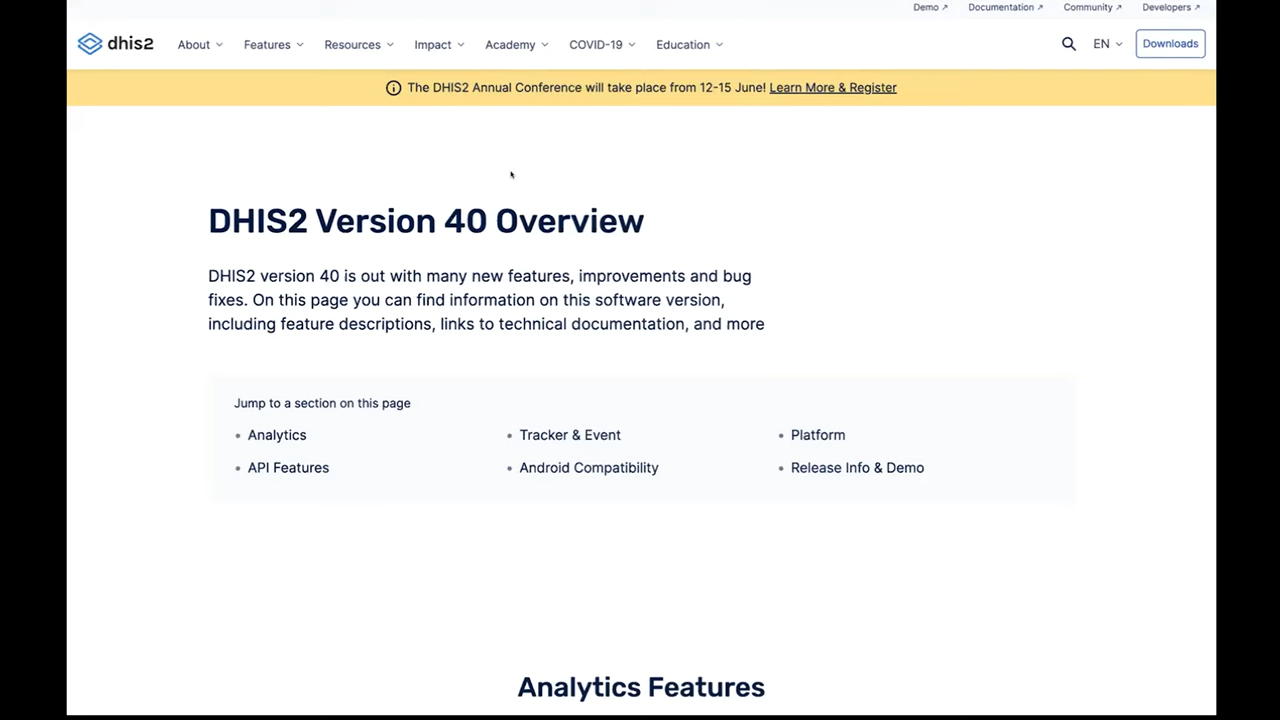 Demo ↗ Documentation ↗ Community ↗ Developers ↗
dhis2 About Features Resources Impact Academy COVID-19 Education EN Downloads
The DHIS2 Annual Conference will take place from 12-15 June! Learn More & Register
DHIS2 Version 40 Overview
DHIS2 version 40 is out with many new features, improvements and bug
fixes. On this page you can find information on this software version,
including feature descriptions, links to technical documentation, and more
Jump to a section on this page
• Analytics • Tracker & Event • Platform
• API Features • Android Compatibility • Release Info & Demo
Analytics Features